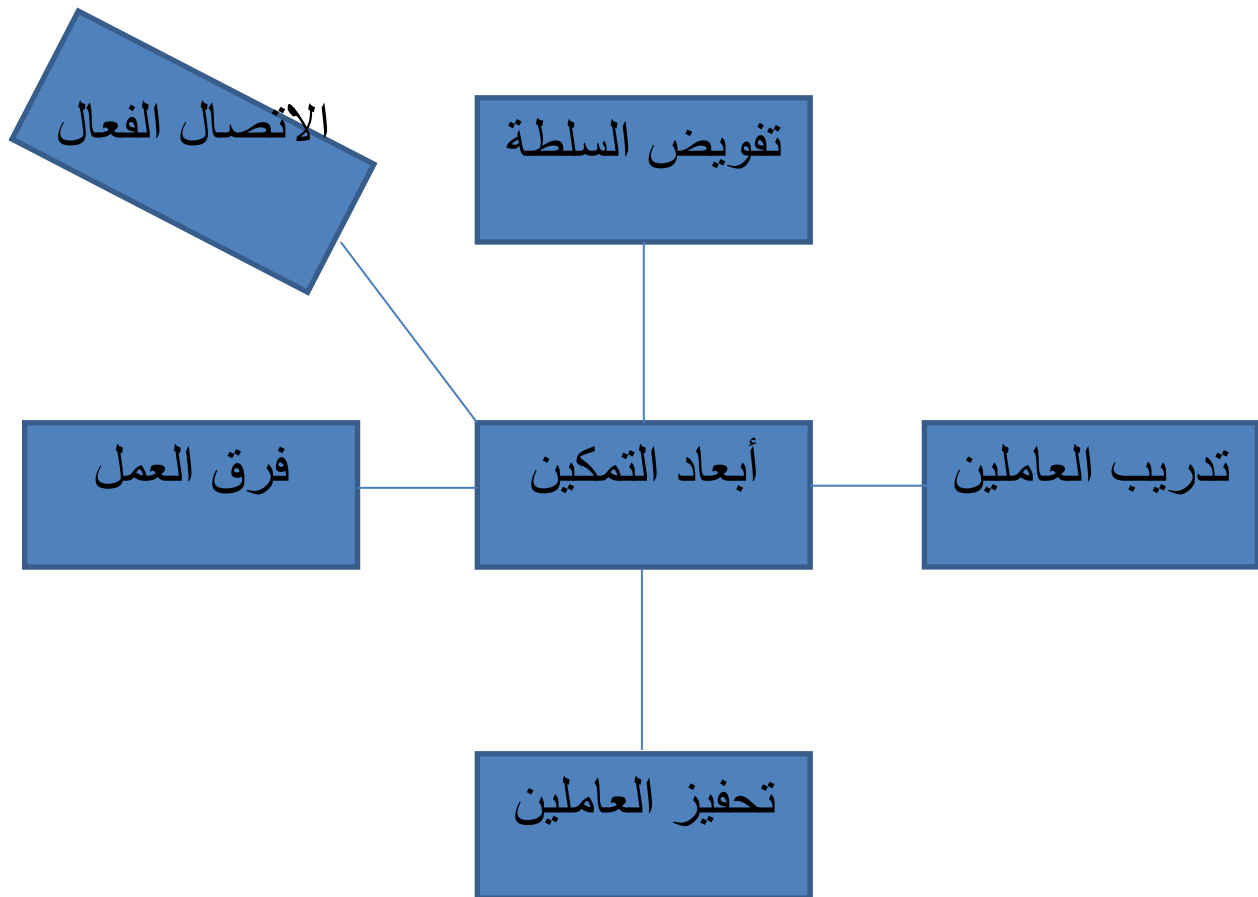 الاتصال الفعال
تفويض السلطة
تدريب العاملين
أبعاد التمكين
فرق العمل
تحفيز العاملين